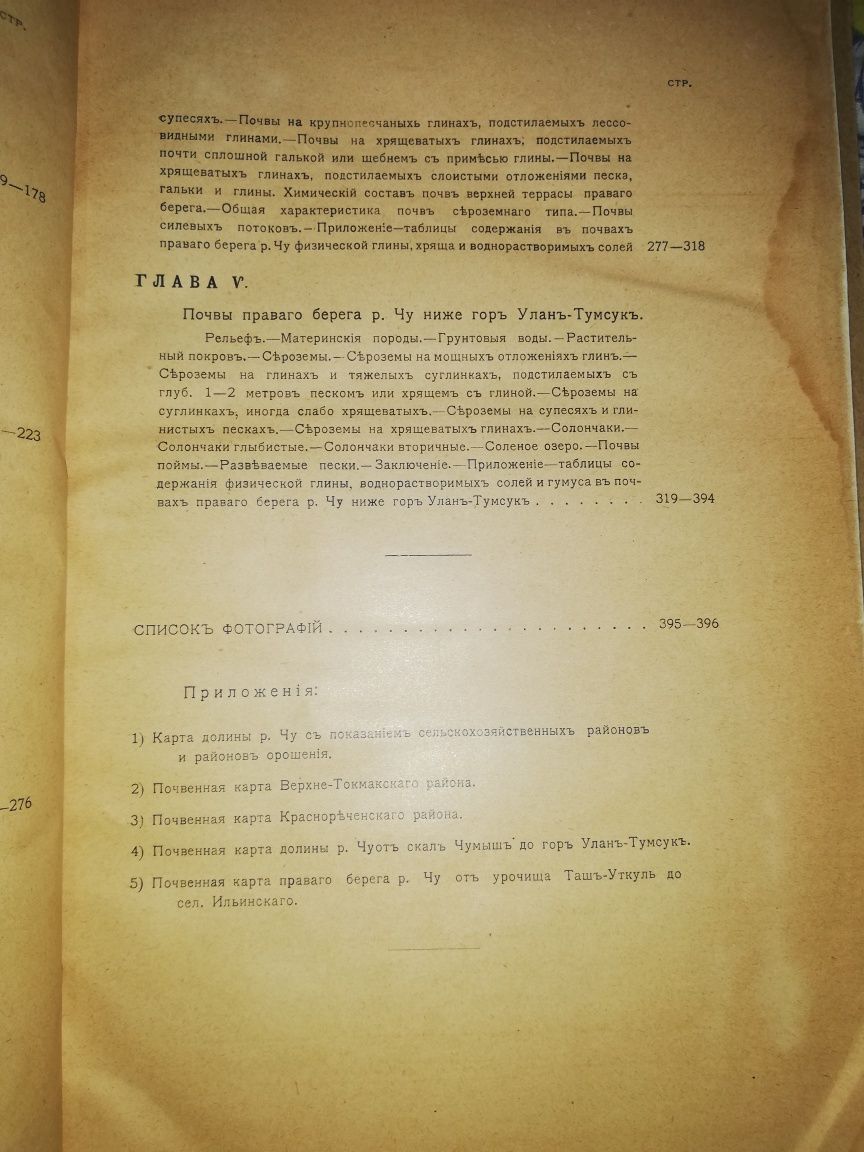 СТР.
9—178
—223
—276
СТР.
супесяхъ.—Почвы на крупнопесчаныхъ глинахъ, подстилаемыхъ лессо-
видными глинами.—Почвы на хрящеватыхъ глинахъ, подстилаемыхъ
почти сплошной галькой или щебнемъ съ примѣсью глины.—Почвы на
хрящеватыхъ глинахъ, подстилаемыхъ слоистыми отложеніями песка,
гальки и глины. Химическій составъ почвъ верхней террасы праваго
берега.—Общая характеристика почвъ сѣроземнаго типа.—Почвы
силевыхъ потоковъ.—Приложеніе—таблицы содержанія въ почвахъ
праваго берега р. Чу физической глины, хряща и воднорастворимыхъ солей 277—318
ГЛАВА V.
Почвы праваго берега р. Чу ниже горъ Уланъ-Тумсукъ.
Рельефъ.—Материнскія породы.—Грунтовыя воды.—Раститель-
ный покровъ.—Сѣроземы.—Сѣроземы на мощныхъ отложеніяхъ глинъ.—
Сѣроземы на глинахъ и тяжелыхъ суглинкахъ, подстилаемыхъ съ
глуб. 1—2 метровъ пескомъ или хрящемъ съ глиной.—Сѣроземы на
суглинкахъ, иногда слабо хрящеватыхъ.—Сѣроземы на супесяхъ и гли-
нистыхъ пескахъ.—Сѣроземы на хрящеватыхъ глинахъ.—Солончаки.—
Солончаки глыбистые.—Солончаки вторичные.—Соленое озеро.—Почвы
поймы.—Развѣваемые пески.—Заключеніе.—Приложеніе—таблицы со-
держанія физической глины, воднорастворимыхъ солей и гумуса въ поч-
вахъ праваго берега р. Чу ниже горъ Уланъ-Тумсукъ . . . . . . . . 319—394
СПИСОКЪ ФОТОГРАФІЙ . . . . . . . . . . . . . . . . . . . . . . 395—396
Приложенія:
1) Карта долины р. Чу съ показаніемъ сельскохозяйственныхъ районовъ
и районовъ орошенія.
2) Почвенная карта Верхне-Токмакскаго района.
3) Почвенная карта Краснорѣченскаго района.
4) Почвенная карта долины р. Чуотъ скалъ Чумышъ до горъ Уланъ-Тумсукъ.
5) Почвенная карта праваго берега р. Чу отъ урочища Ташъ-Уткуль до
сел. Ильинскаго.